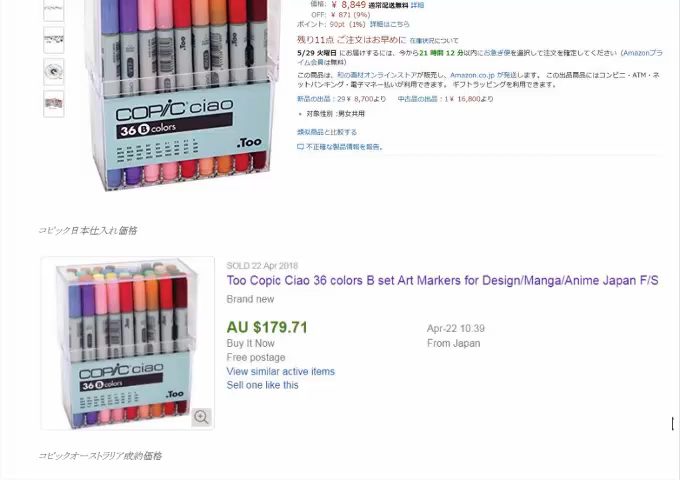 価格: ￥ 8,849 通常配送無料 詳細
OFF: ￥ 871 (9%)
ポイント: 90pt (1%) 詳細はこちら
残り11点 ご注文はお早めに 在庫状況について
5/29 火曜日 にお届けするには、今から21 時間 12 分以内にお急ぎ便を選択して注文を確定してください (Amazonプラ
イム会員は無料)
この商品は、和の画材オンラインストアが販売し、Amazon.co.jp が発送します。 この出品商品にはコンビニ・ATM・ネ
ットバンキング・電子マネー払いが利用できます。 ギフトラッピングを利用できます。
新品の出品：29￥ 8,700より 中古品の出品：1￥ 16,800より
対象性別 :男女共用
類似商品と比較する
不正確な製品情報を報告。
COPIC ciao
36 B colors
.Too
コピック日本仕入れ価格
SOLD 22 Apr 2018
Too Copic Ciao 36 colors B set Art Markers for Design/Manga/Anime Japan F/S
Brand new
AU $179.71
Apr-22 10:39
Buy It Now
From Japan
Free postage
View similar active items
Sell one like this
COPIC ciao
36 B colors
.Too
コピックオーストラリア成約価格